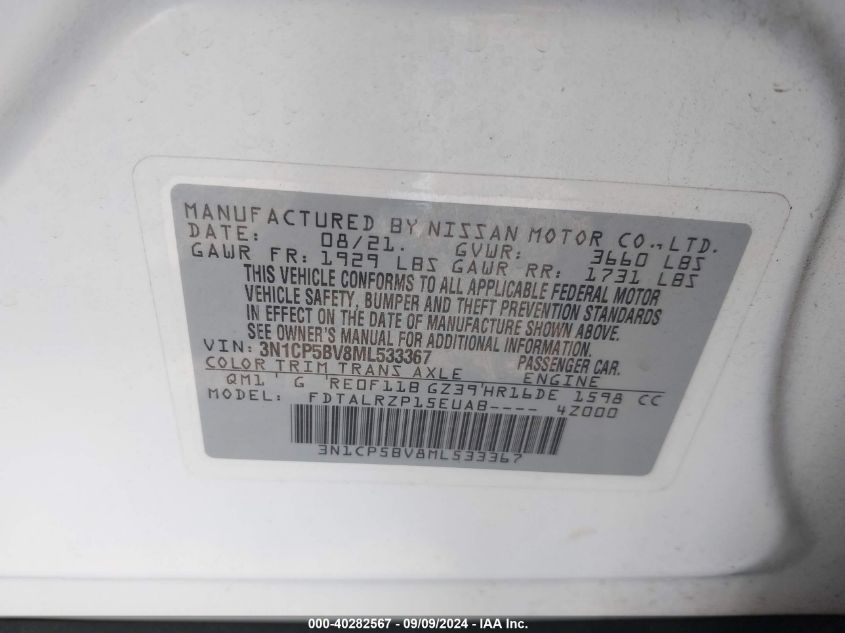 MANUFACTURED BY NISSAN MOTOR CO., LTD.
DATE: 08/21. GVWR: 3660 LBS
GAWR FR: 1929 LBS GAWR RR: 1731 LBS
THIS VEHICLE CONFORMS TO ALL APPLICABLE FEDERAL MOTOR
VEHICLE SAFETY, BUMPER AND THEFT PREVENTION STANDARDS
IN EFFECT ON THE DATE OF MANUFACTURE SHOWN ABOVE.
SEE OWNER'S MANUAL FOR ADDITIONAL INFORMATION.
VIN: 3N1CP5BV8ML533367 PASSENGER CAR.
COLOR TRIM TRANS AXLE ENGINE
QM1' G 'RE0F11B GZ39'HR16DE 1598 CC
MODEL: FDTALRZP15EUAB---- 4Z000
3N1CP5BV8ML533367
000-40282567 - 09/09/2024 - IAA Inc.